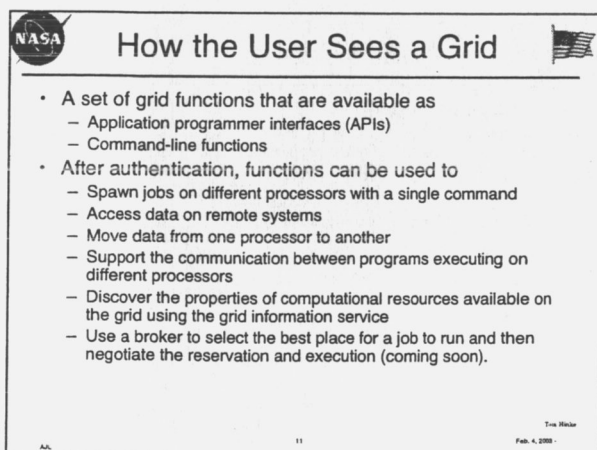 NASA
How the User Sees a Grid
• A set of grid functions that are available as
– Application programmer interfaces (APIs)
– Command-line functions
• After authentication, functions can be used to
– Spawn jobs on different processors with a single command
– Access data on remote systems
– Move data from one processor to another
– Support the communication between programs executing on
different processors
– Discover the properties of computational resources available on
the grid using the grid information service
– Use a broker to select the best place for a job to run and then
negotiate the reservation and execution (coming soon).
11
Feb. 4, 2003 -